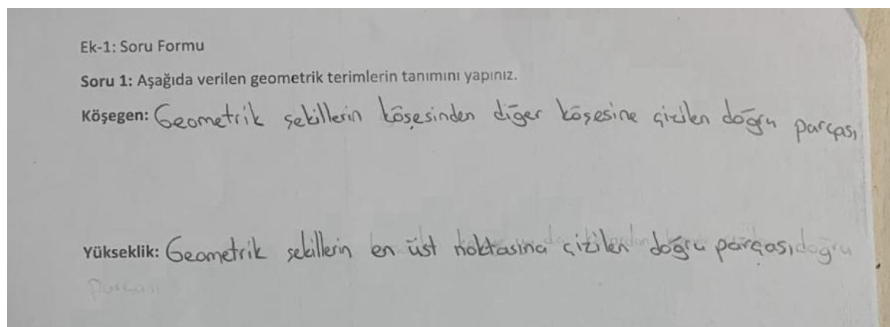 Ek-1: Soru Formu
Soru 1: Aşağıda verilen geometrik terimlerin tanımını yapınız.
Köşegen: Geometrik şekillerin köşesinden diğer köşesine çizilen doğru parçası
Yükseklik: Geometrik şekillerin en üst noktasına çizilen doğru parçası doğru
parçası